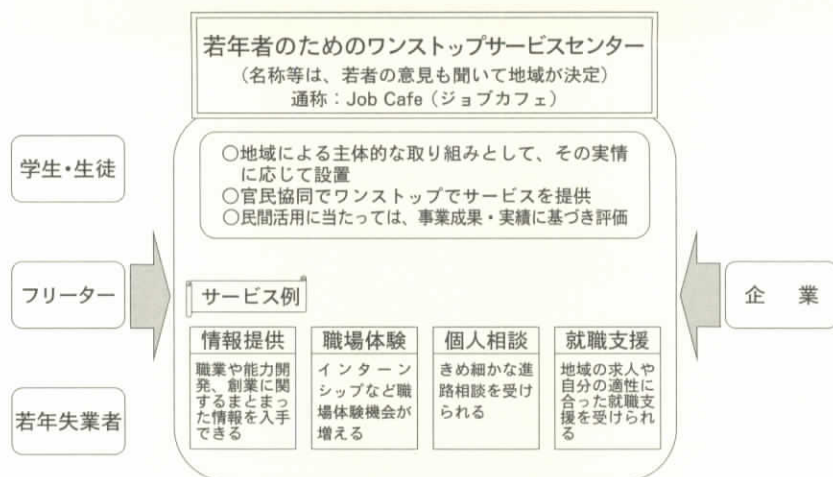 若年者のためのワンストップサービスセンター
(名称等は、若者の意見も聞いて地域が決定)
通称：Job Cafe（ジョブカフェ）
学生・生徒
フリーター
若年失業者
○地域による主体的な取り組みとして、その実情
に応じて設置
○官民協同でワンストップでサービスを提供
○民間活用に当たっては、事業成果・実績に基づき評価
サービス例
情報提供
職業や能力開
発、創業に関
するまとまっ
た情報を入手
できる
職場体験
インターン
シップなど職
場体験機会が
増える
個人相談
きめ細かな進
路相談を受け
られる
就職支援
地域の求人や
自分の適性に
合った就職支
援を受けられ
る
企　業